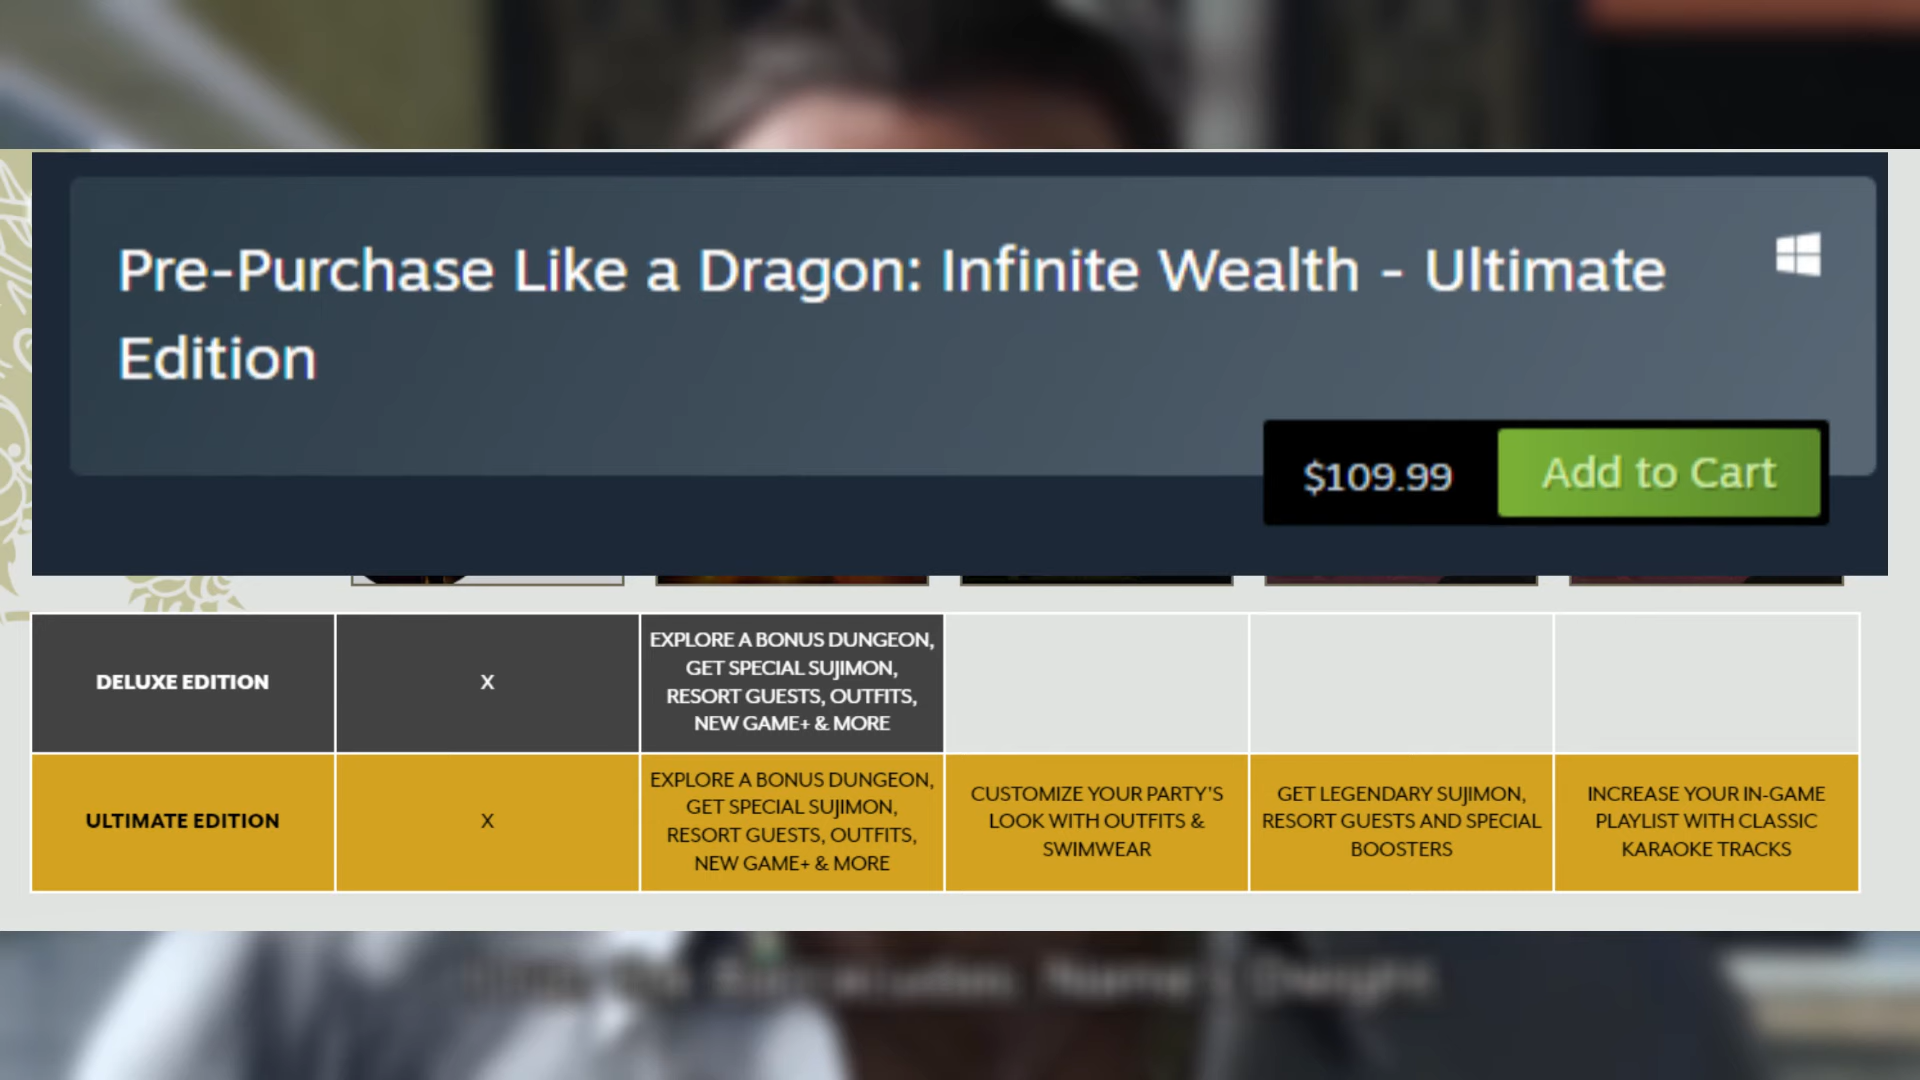 Pre-Purchase Like a Dragon: Infinite Wealth - Ultimate
Edition
$109.99
Add to Cart
DELUXE EDITION
X
EXPLORE A BONUS DUNGEON,
GET SPECIAL SUJIMON,
RESORT GUESTS, OUTFITS,
NEW GAME+ & MORE
ULTIMATE EDITION
X
EXPLORE A BONUS DUNGEON,
GET SPECIAL SUJIMON,
RESORT GUESTS, OUTFITS,
NEW GAME+ & MORE
CUSTOMIZE YOUR PARTY'S
LOOK WITH OUTFITS &
SWIMWEAR
GET LEGENDARY SUJIMON,
RESORT GUESTS AND SPECIAL
BOOSTERS
INCREASE YOUR IN-GAME
PLAYLIST WITH CLASSIC
KARAOKE TRACKS